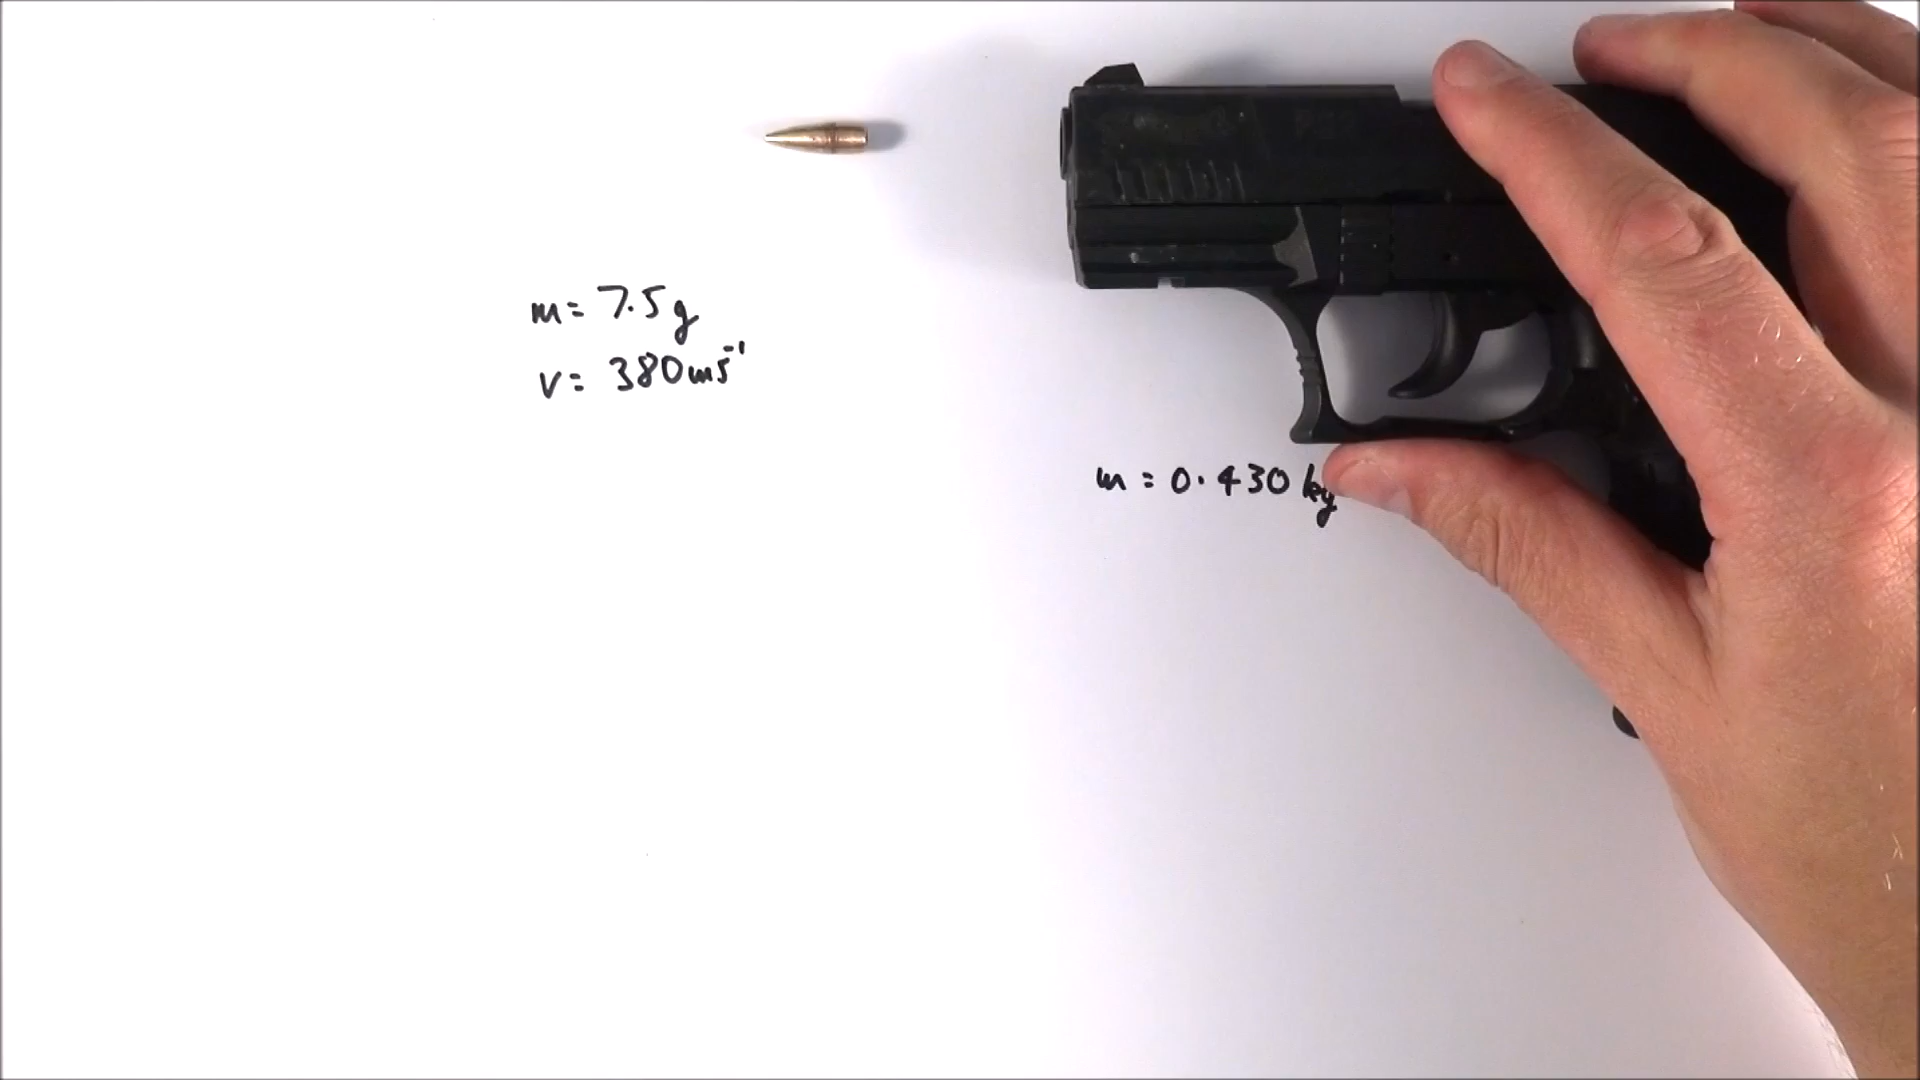 m = 7.5 g
v = 380 ms⁻¹
m = 0.430 kg